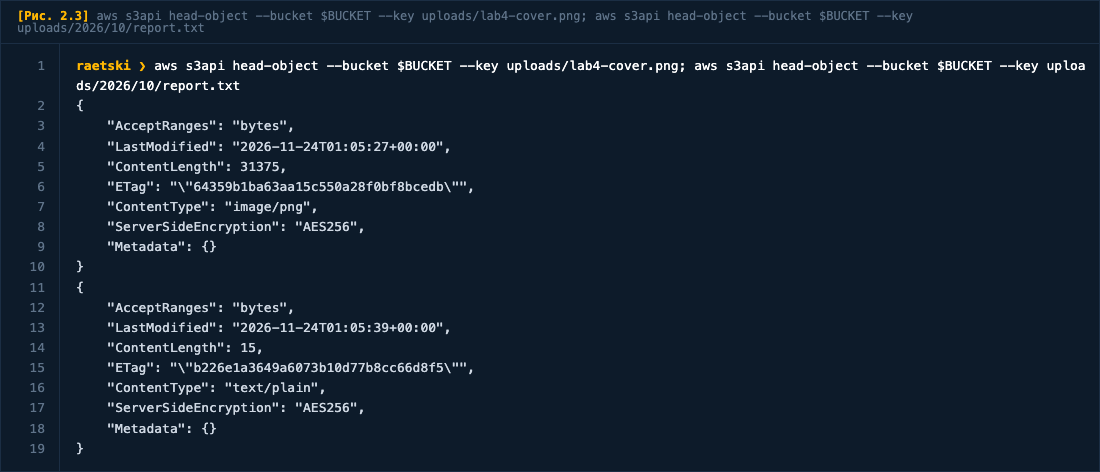 [Рис. 2.3] aws s3api head-object --bucket $BUCKET --key uploads/lab4-cover.png; aws s3api head-object --bucket $BUCKET --key
uploads/2026/10/report.txt
1 raetski ❯ aws s3api head-object --bucket $BUCKET --key uploads/lab4-cover.png; aws s3api head-object --bucket $BUCKET --key uploa
ds/2026/10/report.txt
2 {
3     "AcceptRanges": "bytes",
4     "LastModified": "2026-11-24T01:05:27+00:00",
5     "ContentLength": 31375,
6     "ETag": "\"64359b1ba63aa15c550a28f0bf8bcedb\"",
7     "ContentType": "image/png",
8     "ServerSideEncryption": "AES256",
9     "Metadata": {}
10 }
11 {
12     "AcceptRanges": "bytes",
13     "LastModified": "2026-11-24T01:05:39+00:00",
14     "ContentLength": 15,
15     "ETag": "\"b226e1a3649a6073b10d77b8cc66d8f5\"",
16     "ContentType": "text/plain",
17     "ServerSideEncryption": "AES256",
18     "Metadata": {}
19 }